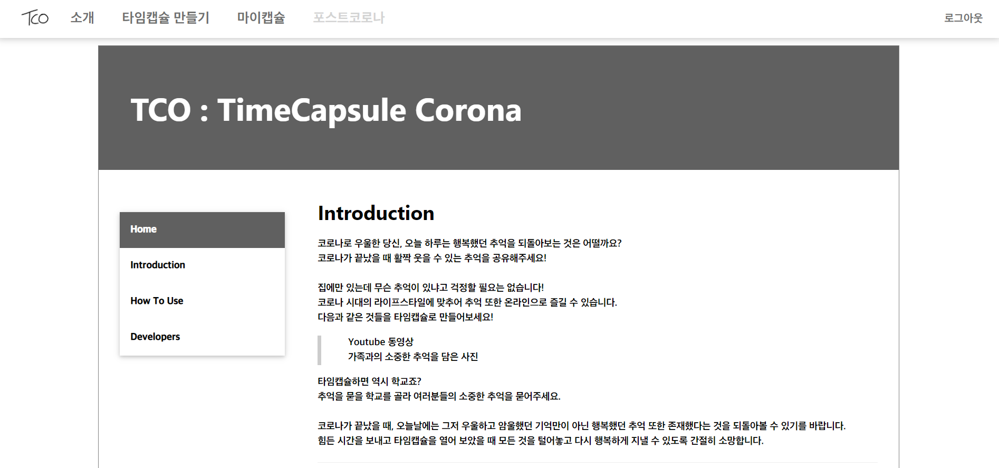 TCO
소개
타임캡슐 만들기
마이캡슐
포스트코로나
로그아웃
TCO : TimeCapsule Corona
Home
Introduction
How To Use
Developers
Introduction
코로나로 우울한 당신, 오늘 하루는 행복했던 추억을 되돌아보는 것은 어떨까요?
코로나가 끝났을 때 활짝 웃을 수 있는 추억을 공유해주세요!
집에만 있는데 무슨 추억이 있냐고 걱정할 필요는 없습니다!
코로나 시대의 라이프스타일에 맞추어 추억 또한 온라인으로 즐길 수 있습니다.
다음과 같은 것들을 타임캡슐로 만들어보세요!
Youtube 동영상
가족과의 소중한 추억을 담은 사진
타임캡슐하면 역시 학교죠?
추억을 묻을 학교를 골라 여러분들의 소중한 추억을 묻어주세요.
코로나가 끝났을 때, 오늘날에는 그저 우울하고 암울했던 기억만이 아닌 행복했던 추억 또한 존재했다는 것을 되돌아볼 수 있기를 바랍니다.
힘든 시간을 보내고 타임캡슐을 열어 보았을 때 모든 것을 털어놓고 다시 행복하게 지낼 수 있도록 간절히 소망합니다.